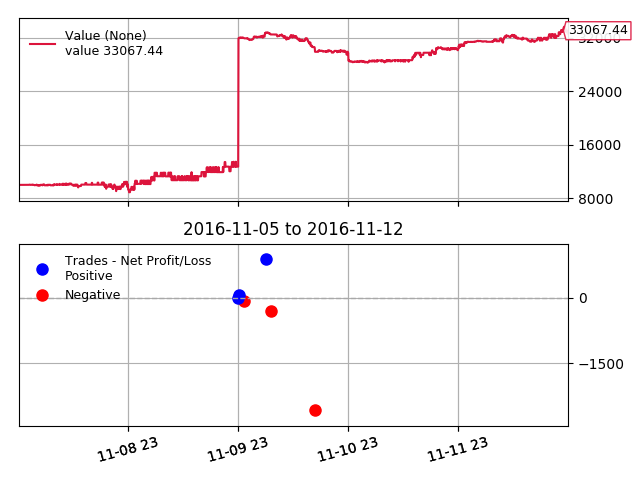 Value (None)
value 33067.44
33067.44
32000
24000
16000
8000
2016-11-05 to 2016-11-12
Trades - Net Profit/Loss
Positive
Negative
0
−1500
11-08 23
11-09 23
11-10 23
11-11 23